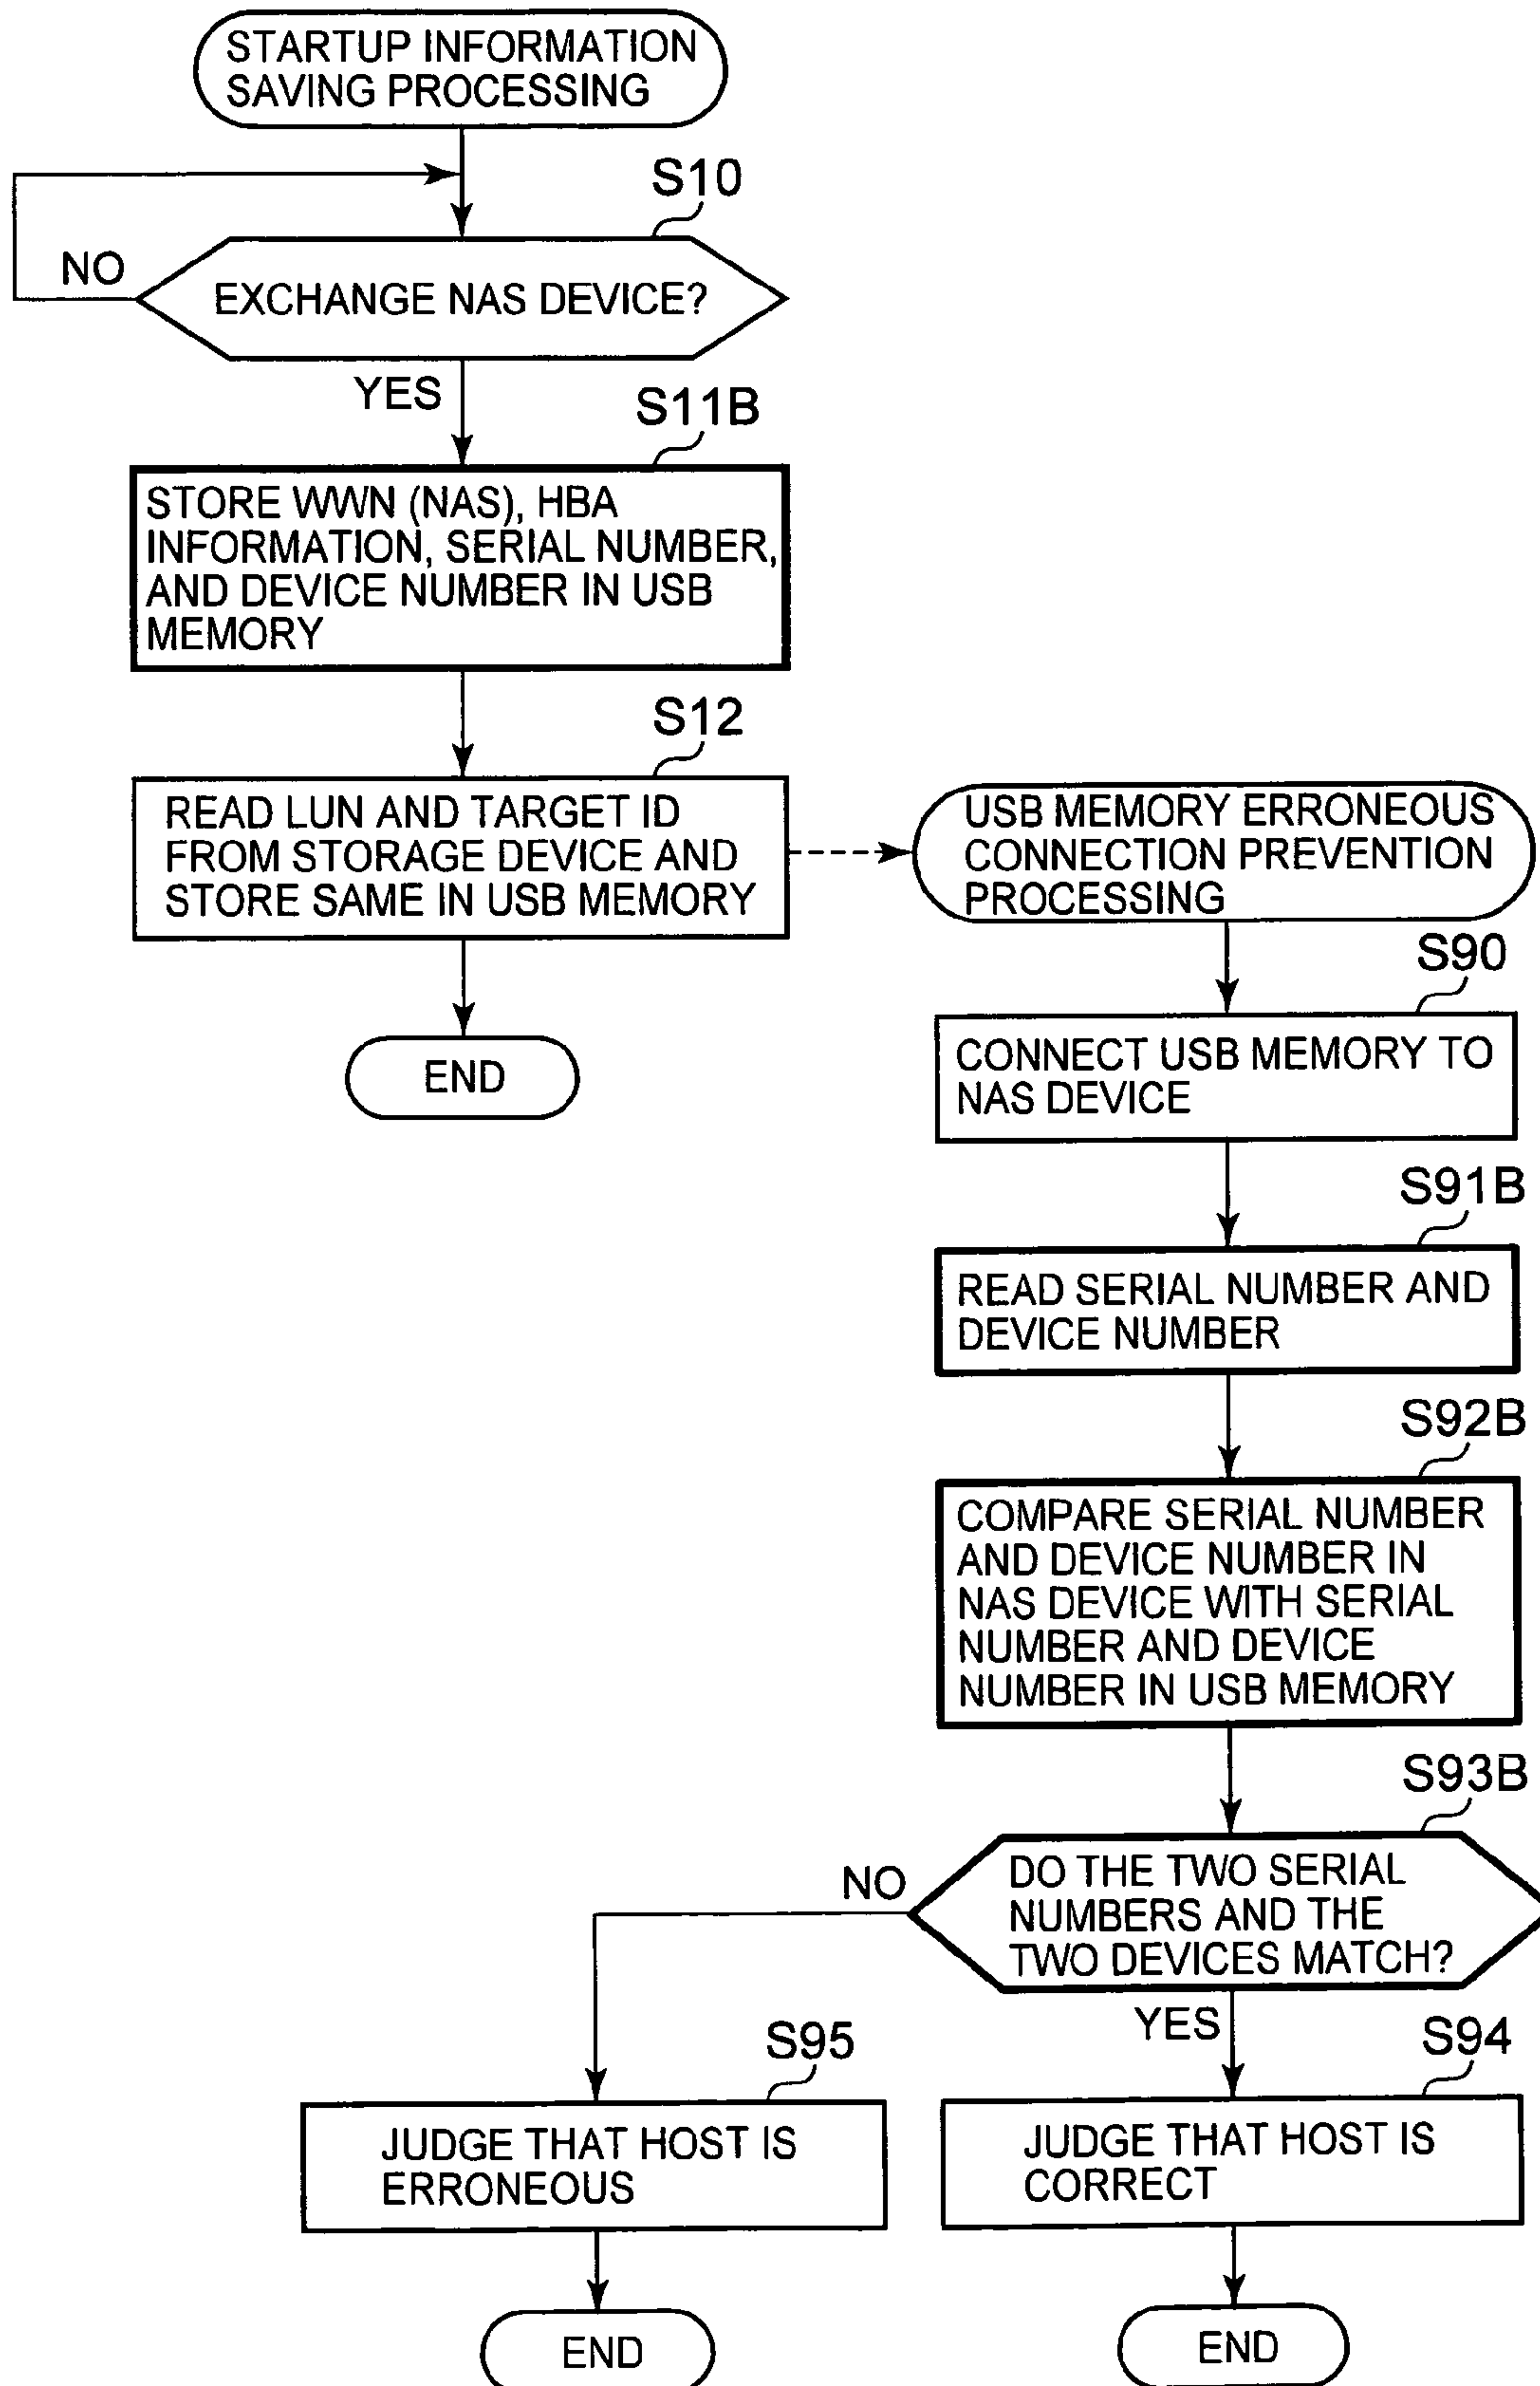 STARTUP INFORMATION
SAVING PROCESSING
S10
NO
EXCHANGE NAS DEVICE?
YES
S11B
STORE WWN (NAS), HBA
INFORMATION, SERIAL NUMBER,
AND DEVICE NUMBER IN USB
MEMORY
S12
READ LUN AND TARGET ID
FROM STORAGE DEVICE AND
STORE SAME IN USB MEMORY
END
USB MEMORY ERRONEOUS
CONNECTION PREVENTION
PROCESSING
S90
CONNECT USB MEMORY TO
NAS DEVICE
S91B
READ SERIAL NUMBER AND
DEVICE NUMBER
S92B
COMPARE SERIAL NUMBER
AND DEVICE NUMBER IN
NAS DEVICE WITH SERIAL
NUMBER AND DEVICE
NUMBER IN USB MEMORY
S93B
NO
DO THE TWO SERIAL
NUMBERS AND THE
TWO DEVICES MATCH?
YES
S95
JUDGE THAT HOST IS
ERRONEOUS
END
S94
JUDGE THAT HOST IS
CORRECT
END